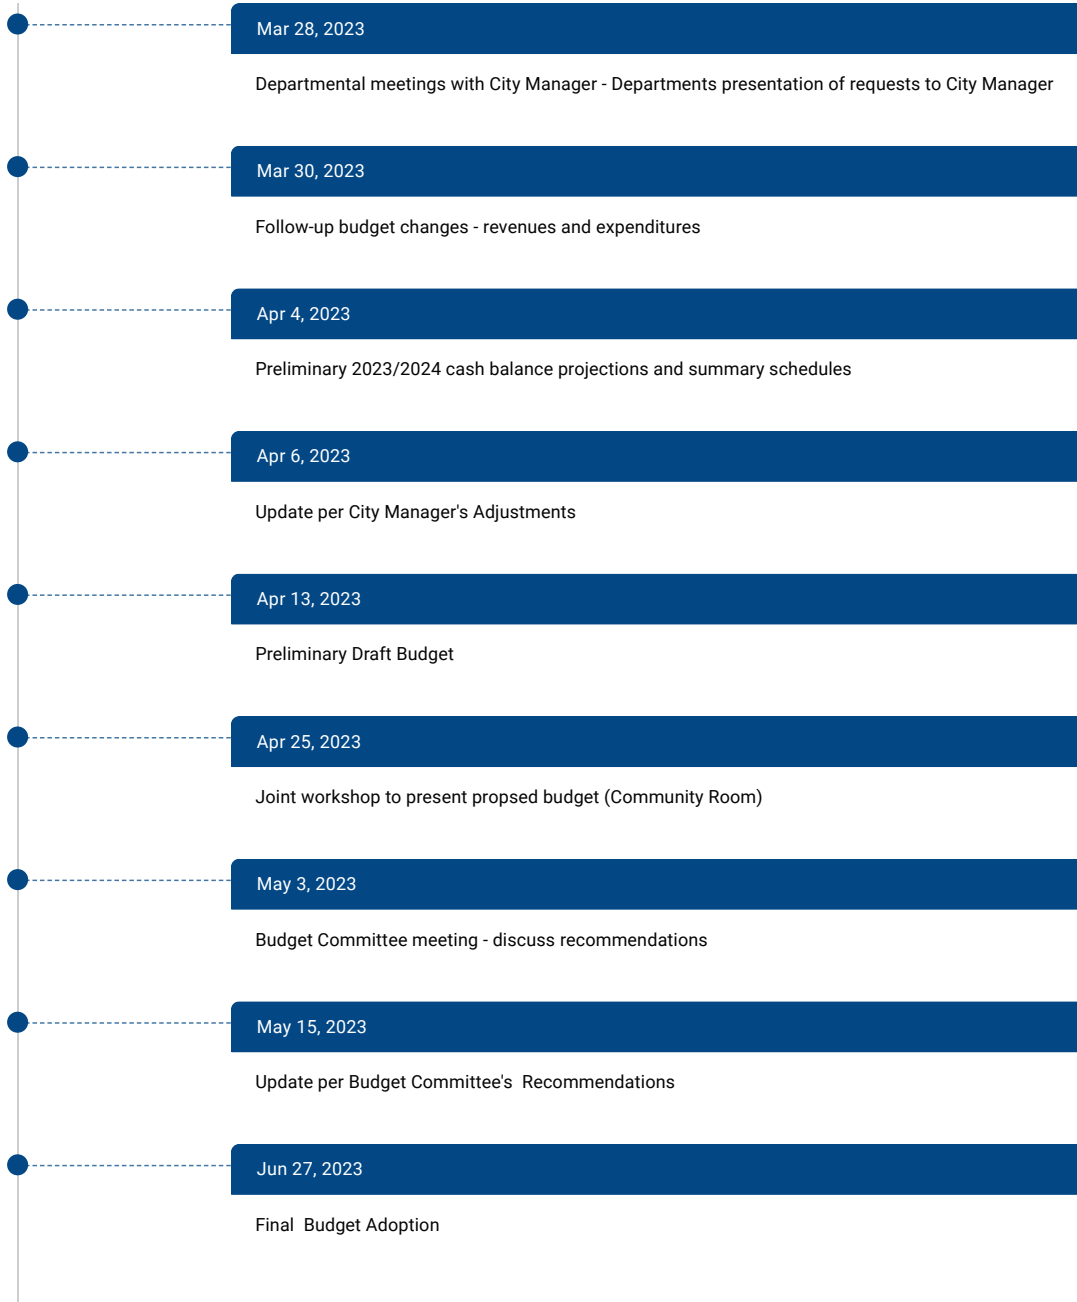 Mar 28, 2023
Departmental meetings with City Manager - Departments presentation of requests to City Manager
Mar 30, 2023
Follow-up budget changes - revenues and expenditures
Apr 4, 2023
Preliminary 2023/2024 cash balance projections and summary schedules
Apr 6, 2023
Update per City Manager's Adjustments
Apr 13, 2023
Preliminary Draft Budget
Apr 25, 2023
Joint workshop to present propsed budget (Community Room)
May 3, 2023
Budget Committee meeting - discuss recommendations
May 15, 2023
Update per Budget Committee's  Recommendations
Jun 27, 2023
Final  Budget Adoption